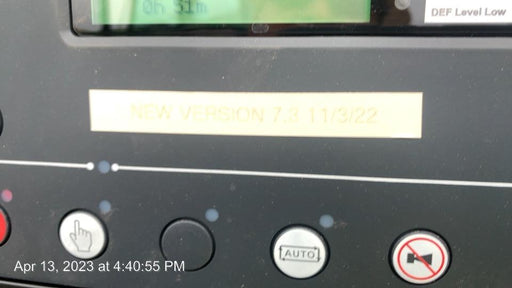 0h 51m
DEF Level Low
NEW VERSION 7.3 11/3/22
AUTO
Apr 13, 2023 at 4:40:55 PM